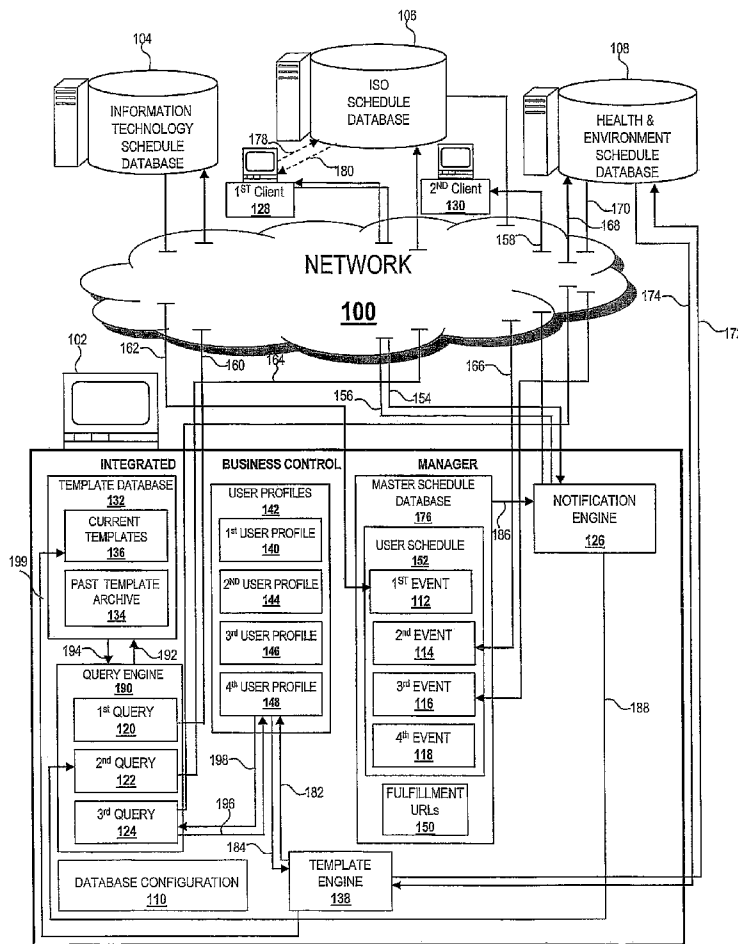 104
106
108
INFORMATION
TECHNOLOGY
SCHEDULE
DATABASE
ISO
SCHEDULE
DATABASE
HEALTH &
ENVIRONMENT
SCHEDULE
DATABASE
178
180
1ST Client
128
2ND Client
130
170
168
158
NETWORK
100
174
172
102
162
160
164
166
156
154
INTEGRATED
BUSINESS CONTROL
MANAGER
TEMPLATE DATABASE
132
CURRENT
TEMPLATES
136
PAST TEMPLATE
ARCHIVE
134
199
194
192
QUERY ENGINE
190
1st QUERY
120
2nd QUERY
122
3rd QUERY
124
DATABASE CONFIGURATION
110
USER PROFILES
142
1st USER PROFILE
140
2ND USER PROFILE
144
3rd USER PROFILE
146
4th USER PROFILE
148
198
196
182
184
MASTER SCHEDULE
DATABASE
176
USER SCHEDULE
152
1ST EVENT
112
2nd EVENT
114
3rd EVENT
116
4th EVENT
118
FULFILLMENT
URLs
150
186
NOTIFICATION
ENGINE
126
188
TEMPLATE
ENGINE
138